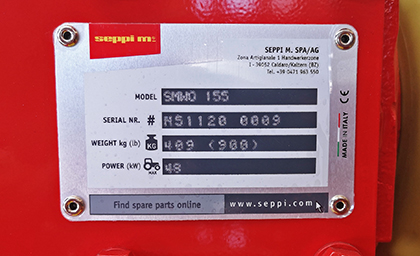 seppi m.
SEPPI M. SPA/AG
Zona Artigianale 1 Handwerkerzone
I - 39052 Caldaro/Kaltern (BZ)
Tel. +39 0471 963 550
MODEL SMWO 155
SERIAL NR. # MS1120 0009
WEIGHT kg (lb) KG 409 (900)
POWER (kW) MAX 48
CE
MADE IN ITALY
Find spare parts online www.seppi.com